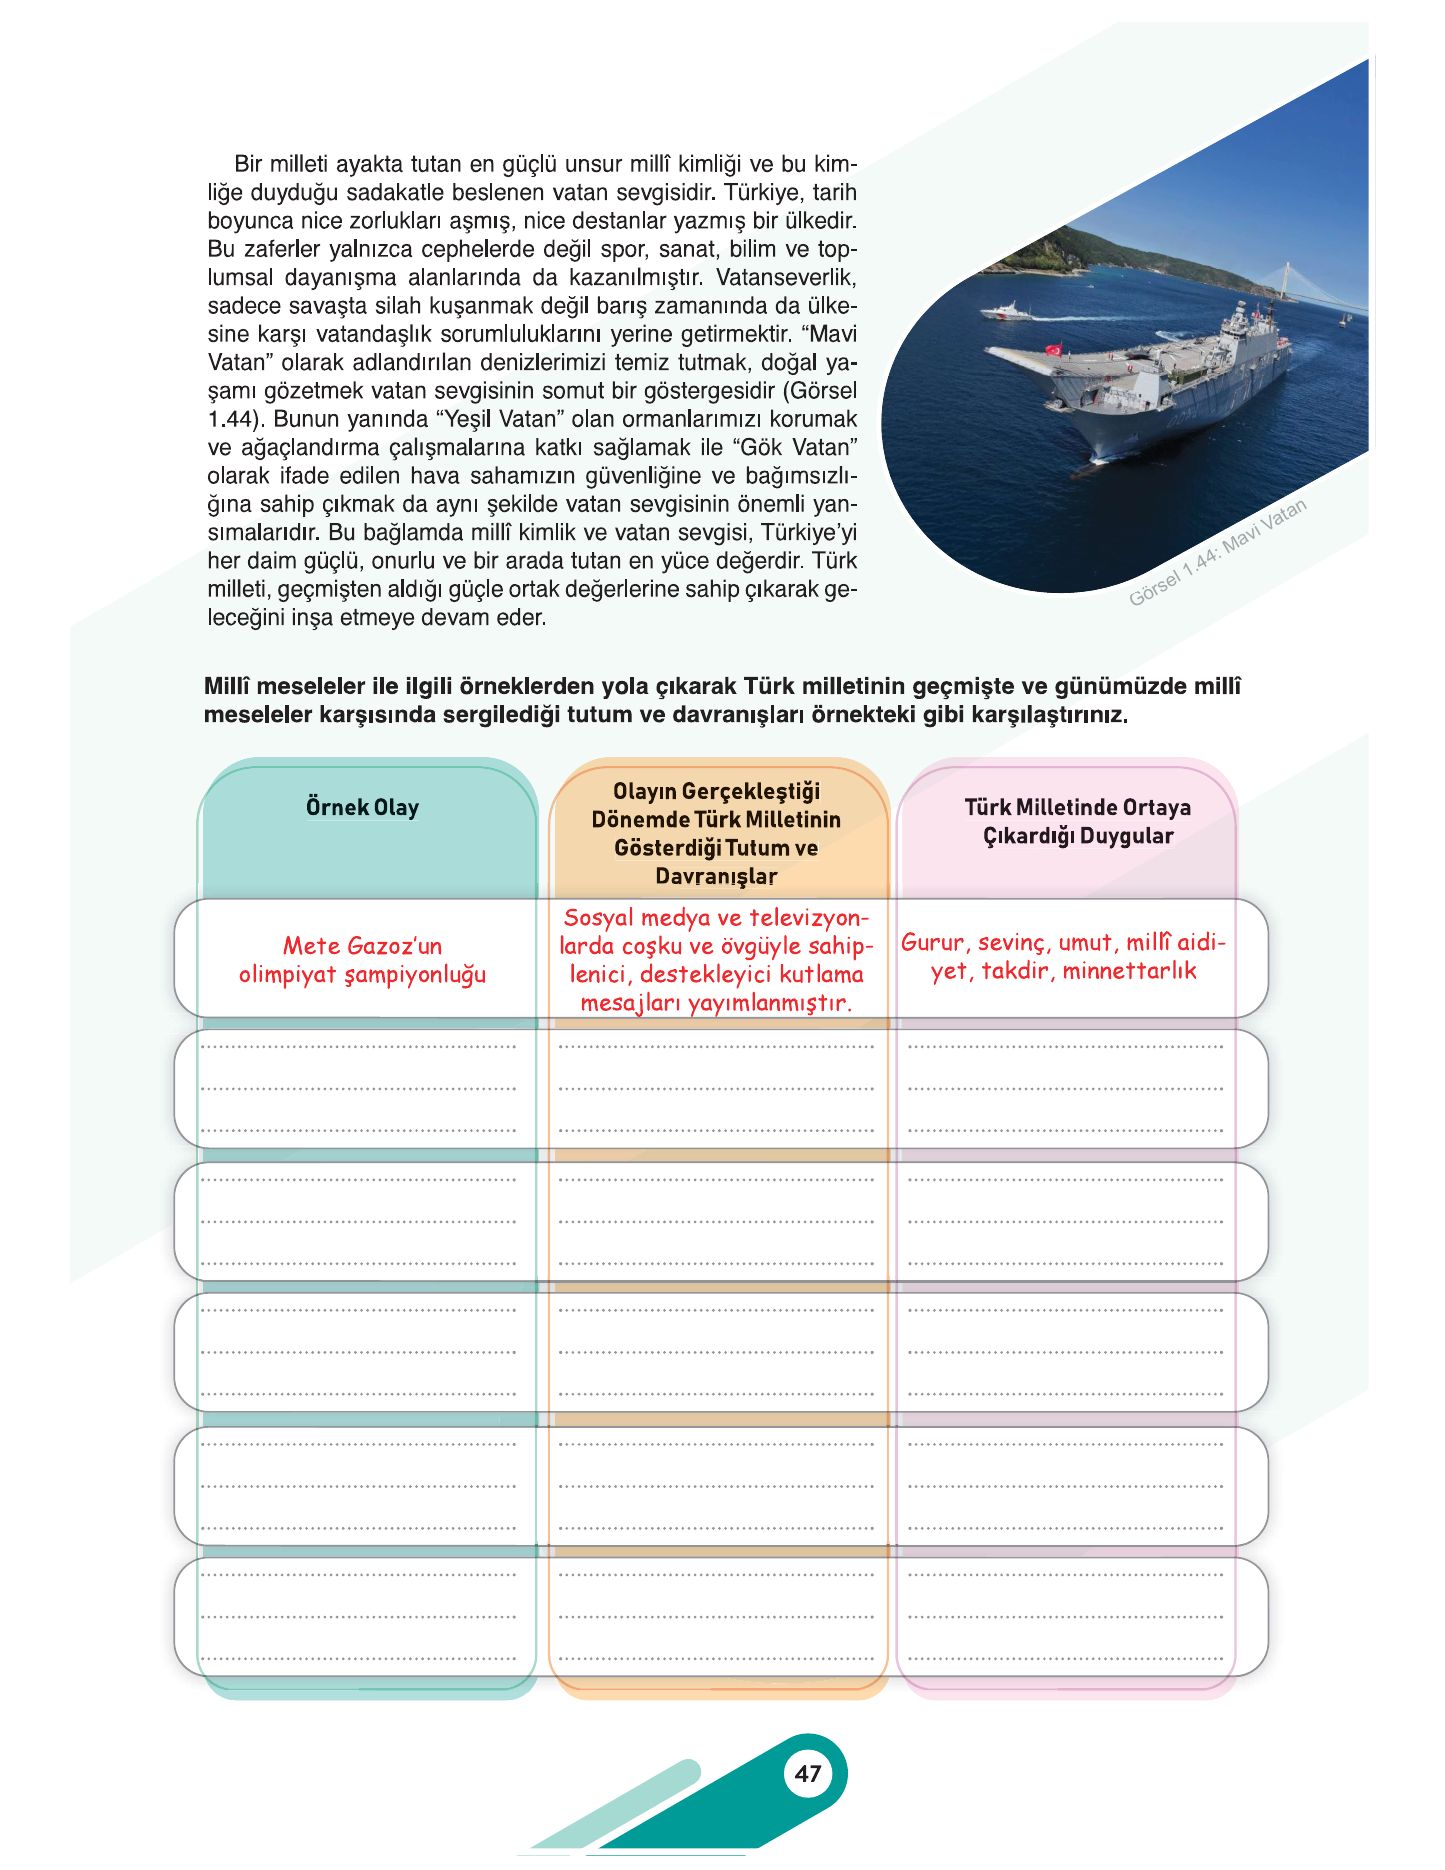 Bir milleti ayakta tutan en güçlü unsur millî kimliği ve bu kim-
liğe duyduğu sadakatle beslenen vatan sevgisidir. Türkiye, tarih
boyunca nice zorlukları aşmış, nice destanlar yazmış bir ülkedir.
Bu zaferler yalnızca cephelerde değil spor, sanat, bilim ve top-
lumsal dayanışma alanlarında da kazanılmıştır. Vatanseverlik,
sadece savaşta silah kuşanmak değil barış zamanında da ülke-
sine karşı vatandaşlık sorumluluklarını yerine getirmektir. “Mavi
Vatan” olarak adlandırılan denizlerimizi temiz tutmak, doğal ya-
şamı gözetmek vatan sevgisinin somut bir göstergesidir (Görsel
1.44). Bunun yanında “Yeşil Vatan” olan ormanlarımızı korumak
ve ağaçlandırma çalışmalarına katkı sağlamak ile “Gök Vatan”
olarak ifade edilen hava sahamızın güvenliğine ve bağımsızlı-
ğına sahip çıkmak da aynı şekilde vatan sevgisinin önemli yan-
sımalarıdır. Bu bağlamda millî kimlik ve vatan sevgisi, Türkiye’yi
her daim güçlü, onurlu ve bir arada tutan en yüce değerdir. Türk
milleti, geçmişten aldığı güçle ortak değerlerine sahip çıkarak ge-
leceğini inşa etmeye devam eder.
Görsel 1.44: Mavi Vatan
Millî meseleler ile ilgili örneklerden yola çıkarak Türk milletinin geçmişte ve günümüzde millî
meseleler karşısında sergilediği tutum ve davranışları örnekteki gibi karşılaştırınız.
Örnek Olay
Olayın Gerçekleştiği
Dönemde Türk Milletinin
Gösterdiği Tutum ve
Davranışlar
Türk Milletinde Ortaya
Çıkardığı Duygular
Mete Gazoz’un
olimpiyat şampiyonluğu
Sosyal medya ve televizyon-
larda coşku ve övgüyle sahip-
lenici, destekleyici kutlama
mesajları yayımlanmıştır.
Gurur, sevinç, umut, millî aidi-
yet, takdir, minnettarlık
47